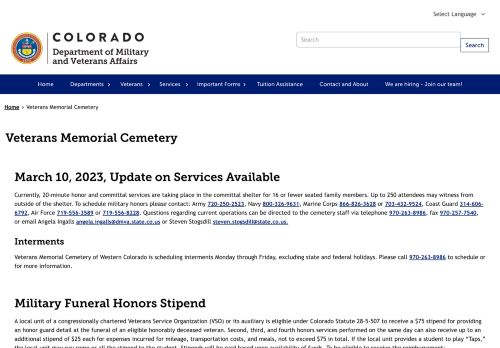 Select Language
COLORADO
Department of Military
and Veterans Affairs
Search
Search
Home Departments Veterans Services Important Forms Tuition Assistance Contact and About We are hiring - Join our team!
Home › Veterans Memorial Cemetery
Veterans Memorial Cemetery
March 10, 2023, Update on Services Available
Currently, 20-minute honor and committal services are taking place in the committal shelter for 16 or fewer seated family members. Up to 250 attendees may witness from
outside of the shelter. To schedule military honors please contact: Army 720-250-2523, Navy 800-326-9631, Marine Corps 866-826-3628 or 703-432-9524, Coast Guard 314-606-
6792, Air Force 719-556-3589 or 719-556-8228. Questions regarding current operations can be directed to the cemetery staff via telephone 970-263-8986, fax 970-257-7540,
or email Angela Ingalls angela.ingalls@dmva.state.co.us or Steven Stogsdill steven.stogsdill@state.co.us.
Interments
Veterans Memorial Cemetery of Western Colorado is scheduling interments Monday through Friday, excluding state and federal holidays. Please call 970-263-8986 to schedule or
for more information.
Military Funeral Honors Stipend
A local unit of a congressionally chartered Veterans Service Organization (VSO) or its auxiliary is eligible under Colorado Statute 28-5-507 to receive a $75 stipend for providing
an honor guard detail at the funeral of an eligible honorably deceased veteran. Second, third, and fourth honors services performed on the same day can also receive up to an
additional stipend of $25 each for expenses incurred for mileage, transportation costs, and meals, not to exceed $75 in total. If the local unit provides a student to play “Taps,”